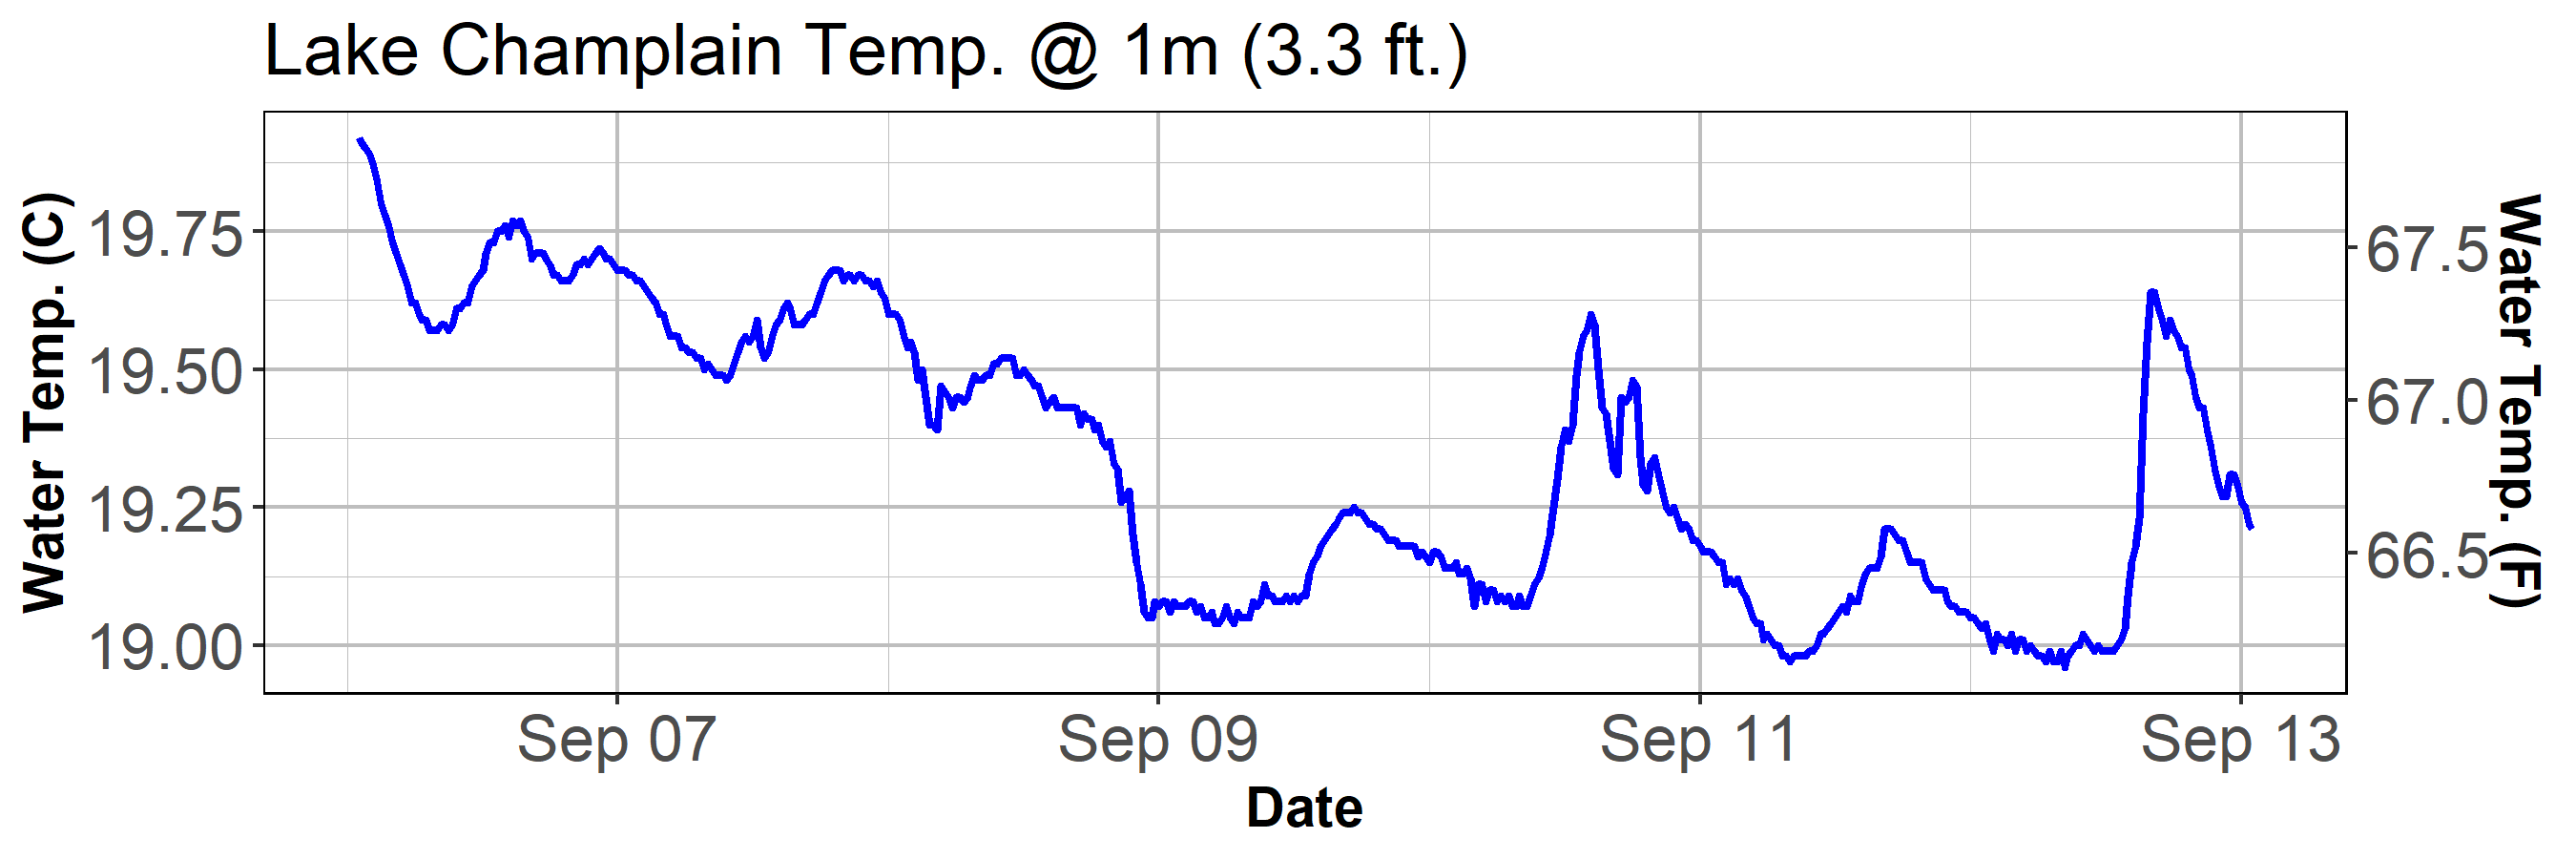 Lake Champlain Temp. @ 1m (3.3 ft.)
Water Temp. (C)
19.75
19.50
19.25
19.00
67.5
67.0
66.5
Water Temp. (F)
Sep 07
Sep 09
Sep 11
Sep 13
Date